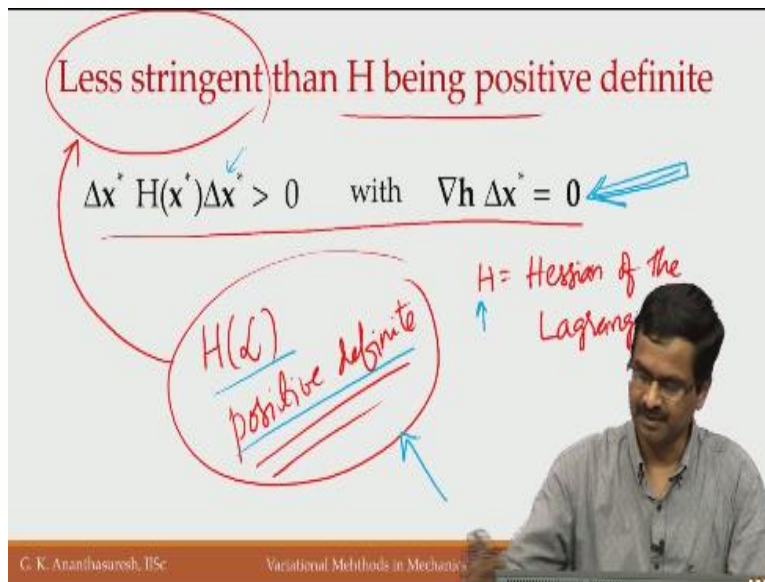 Less stringent than H being positive definite
Δx* H(x*)Δx* > 0 with ∇h Δx* = 0
H = Hessian of the
Lagrang
H(L)
positive definite
G. K. Ananthasuresh, IISc Variational Mehthods in Mechanics